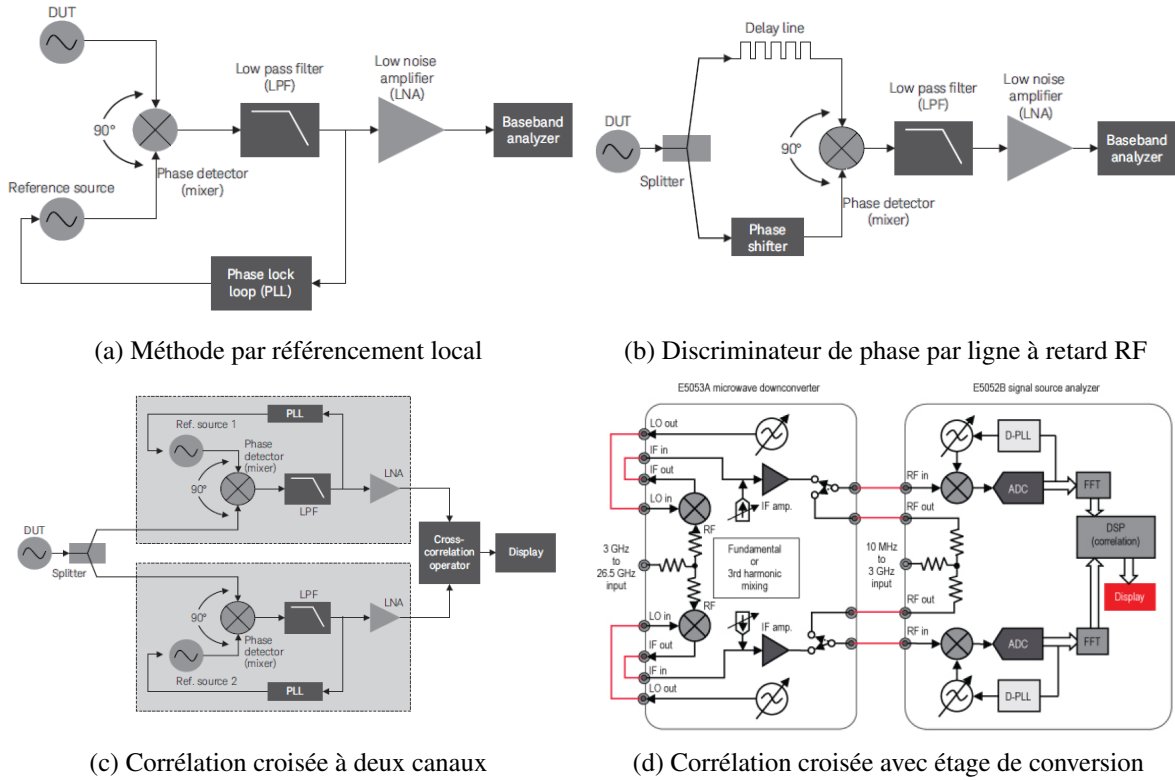 DUT
Low pass filter
(LPF)
Low noise
amplifier
(LNA)
90°
Baseband
analyzer
Phase detector
(mixer)
Reference source
Phase lock
loop (PLL)
(a) Méthode par référencement local
Delay line
Low noise
amplifier
(LNA)
Low pass filter
(LPF)
DUT
90°
Baseband
analyzer
Splitter
Phase detector
(mixer)
Phase
shifter
(b) Discriminateur de phase par ligne à retard RF
PLL
Ref. source 1
Phase
detector
(mixer)
90°
LNA
LPF
DUT
Splitter
Cross-
correlation
operator
Display
LPF
LNA
90°
Phase
detector
(mixer)
Ref. source 2
PLL
(c) Corrélation croisée à deux canaux
E5053A microwave downconverter
E5052B signal source analyzer
LO out
IF in
IF out
LO in
IF amp.
RF
3 GHz
to
26.5 GHz
input
Fundamental
or
3rd harmonic
mixing
RF
LO in
IF out
IF in
LO out
IF amp.
D-PLL
RF in
ADC
FFT
RF out
10 MHz
to
3 GHz
input
DSP
(correlation)
Display
RF out
RF in
ADC
FFT
D-PLL
(d) Corrélation croisée avec étage de conversion